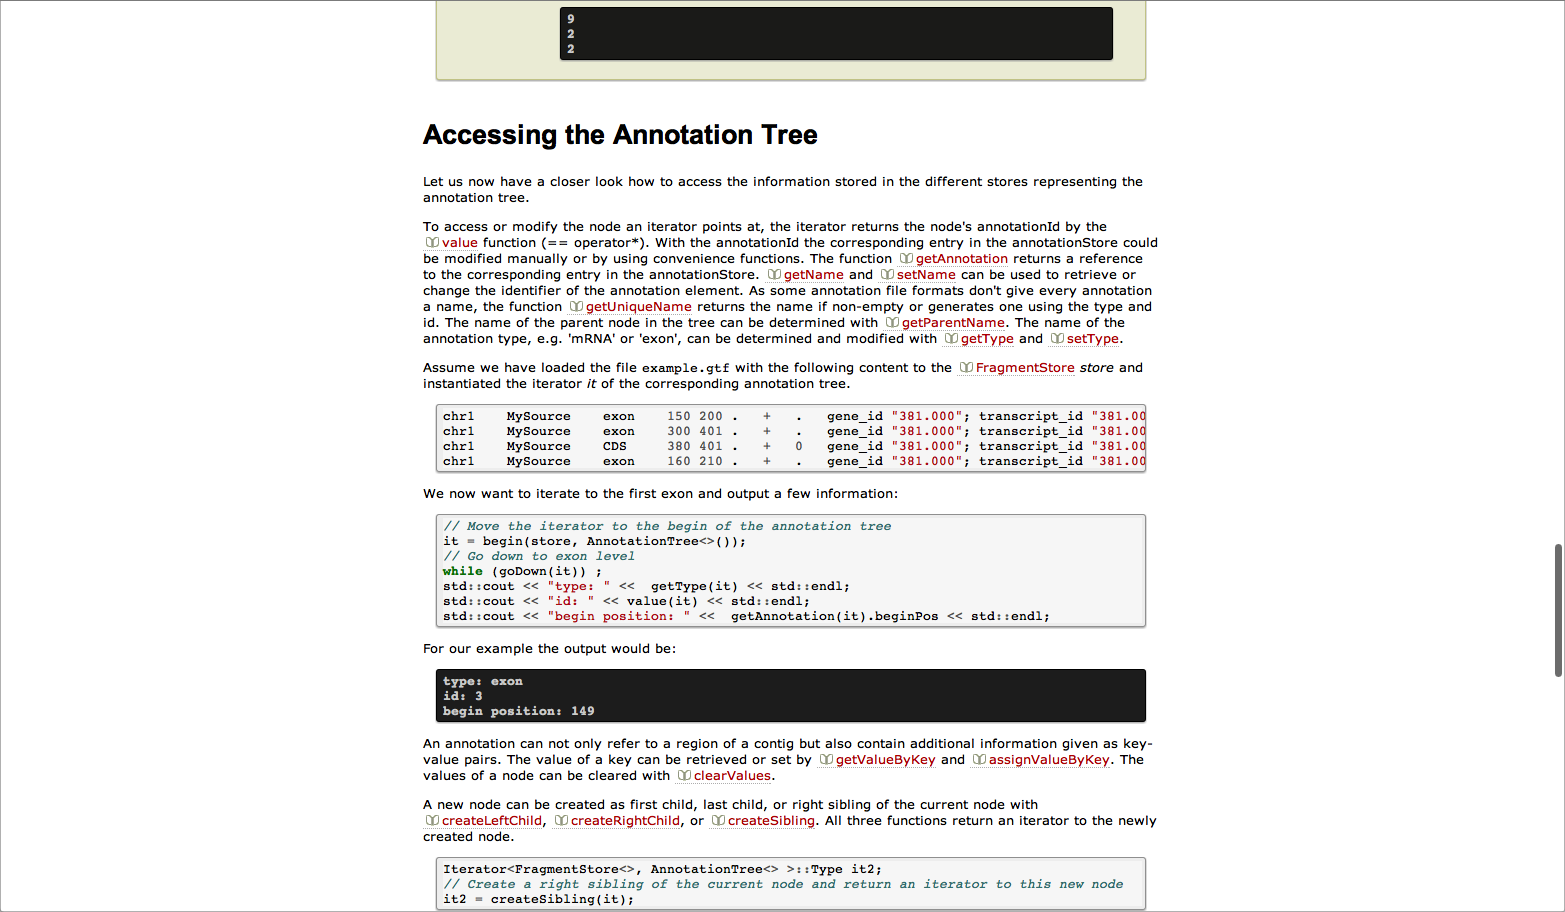 9
2
2
Accessing the Annotation Tree
Let us now have a closer look how to access the information stored in the different stores representing the
annotation tree.
To access or modify the node an iterator points at, the iterator returns the node's annotationId by the
value function (== operator*). With the annotationId the corresponding entry in the annotationStore could
be modified manually or by using convenience functions. The function getAnnotation returns a reference
to the corresponding entry in the annotationStore. getName and setName can be used to retrieve or
change the identifier of the annotation element. As some annotation file formats don't give every annotation
a name, the function getUniqueName returns the name if non-empty or generates one using the type and
id. The name of the parent node in the tree can be determined with getParentName. The name of the
annotation type, e.g. 'mRNA' or 'exon', can be determined and modified with getType and setType.
Assume we have loaded the file example.gtf with the following content to the FragmentStore store and
instantiated the iterator it of the corresponding annotation tree.
chr1    MySource    exon    150 200 .   +   .   gene_id "381.000"; transcript_id "381.00
chr1    MySource    exon    300 401 .   +   .   gene_id "381.000"; transcript_id "381.00
chr1    MySource    CDS     380 401 .   +   0   gene_id "381.000"; transcript_id "381.00
chr1    MySource    exon    160 210 .   +   .   gene_id "381.000"; transcript_id "381.00
We now want to iterate to the first exon and output a few information:
// Move the iterator to the begin of the annotation tree
it = begin(store, AnnotationTree<>());
// Go down to exon level
while (goDown(it)) ;
std::cout << "type: " <<  getType(it) << std::endl;
std::cout << "id: " << value(it) << std::endl;
std::cout << "begin position: " <<  getAnnotation(it).beginPos << std::endl;
For our example the output would be:
type: exon
id: 3
begin position: 149
An annotation can not only refer to a region of a contig but also contain additional information given as key-
value pairs. The value of a key can be retrieved or set by getValueByKey and assignValueByKey. The
values of a node can be cleared with clearValues.
A new node can be created as first child, last child, or right sibling of the current node with
createLeftChild, createRightChild, or createSibling. All three functions return an iterator to the newly
created node.
Iterator<FragmentStore<>, AnnotationTree<> >::Type it2;
// Create a right sibling of the current node and return an iterator to this new node
it2 = createSibling(it);